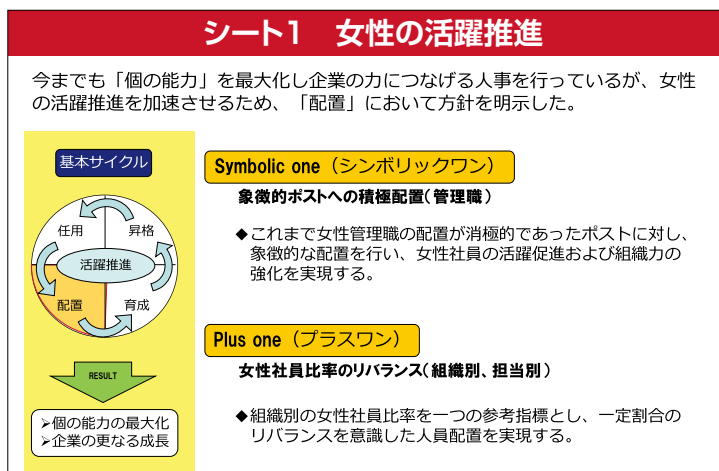 シート1　女性の活躍推進
今までも「個の能力」を最大化し企業の力につなげる人事を行っているが、女性
の活躍推進を加速させるため、「配置」において方針を明示した。
基本サイクル
任用
昇格
活躍推進
配置
育成
RESULT
➢個の能力の最大化
➢企業の更なる成長
Symbolic one（シンボリックワン）
象徴的ポストへの積極配置（管理職）
◆これまで女性管理職の配置が消極的であったポストに対し、
象徴的な配置を行い、女性社員の活躍促進および組織力の
強化を実現する。
Plus one（プラスワン）
女性社員比率のリバランス（組織別、担当別）
◆組織別の女性社員比率を一つの参考指標とし、一定割合の
リバランスを意識した人員配置を実現する。